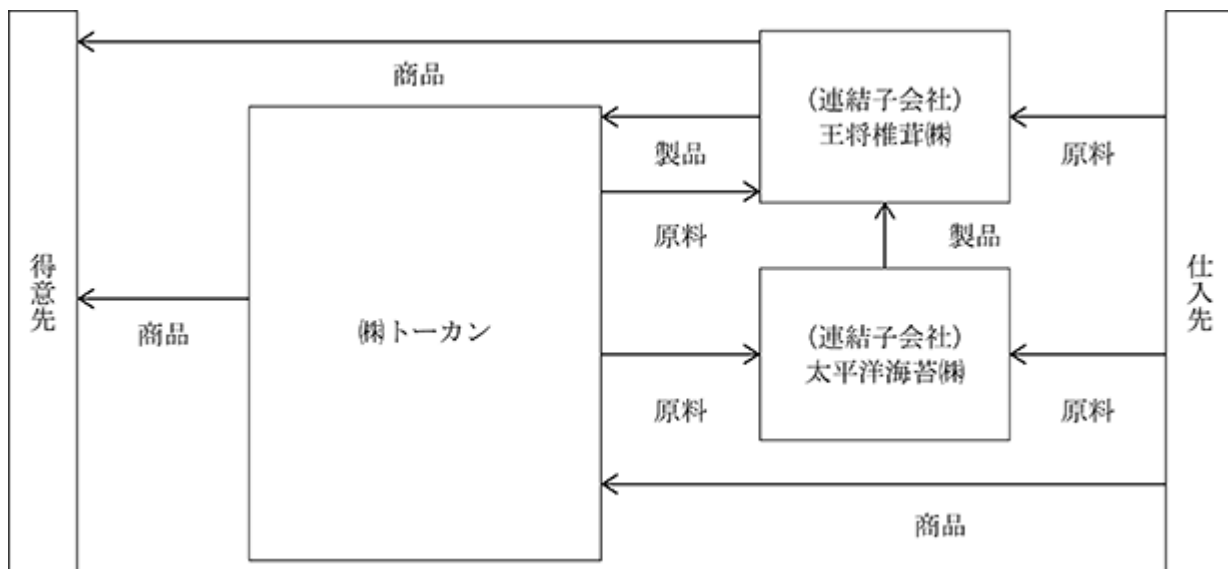 商品
(連結子会社)
王将椎茸㈱
製品
原料
原料
製品
得意先
仕入先
商品
㈱トーカン
(連結子会社)
太平洋海苔㈱
原料
原料
商品